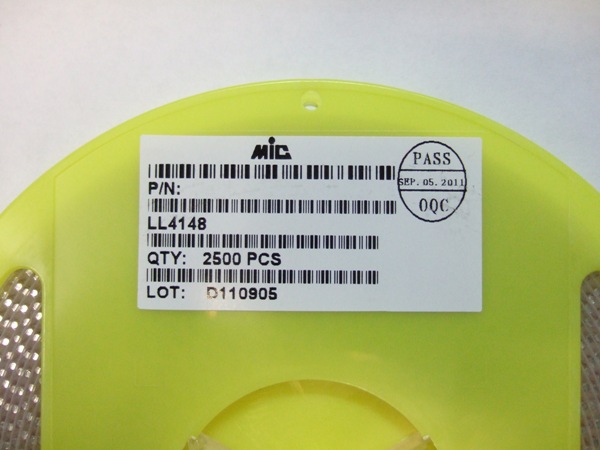 MIC
P/N:
LL4148
QTY: 2500 PCS
LOT: D110905
PASS
SEP. 05. 2011
OQC